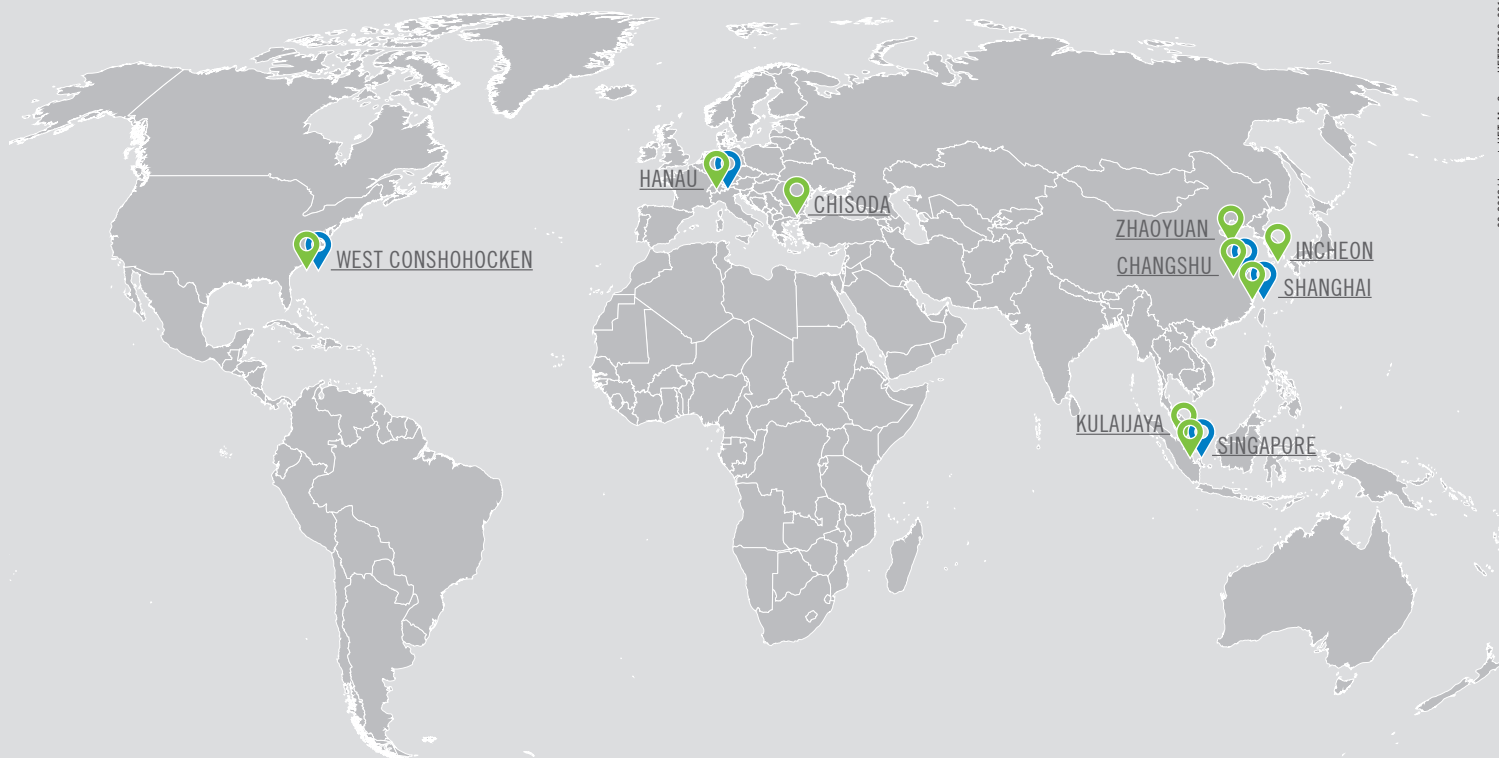 HANAU
CHISODA
ZHAOYUAN
INCHEON
WEST CONSHOHOCKEN
CHANGSHU
SHANGHAI
KULAIJAYA
SINGAPORE